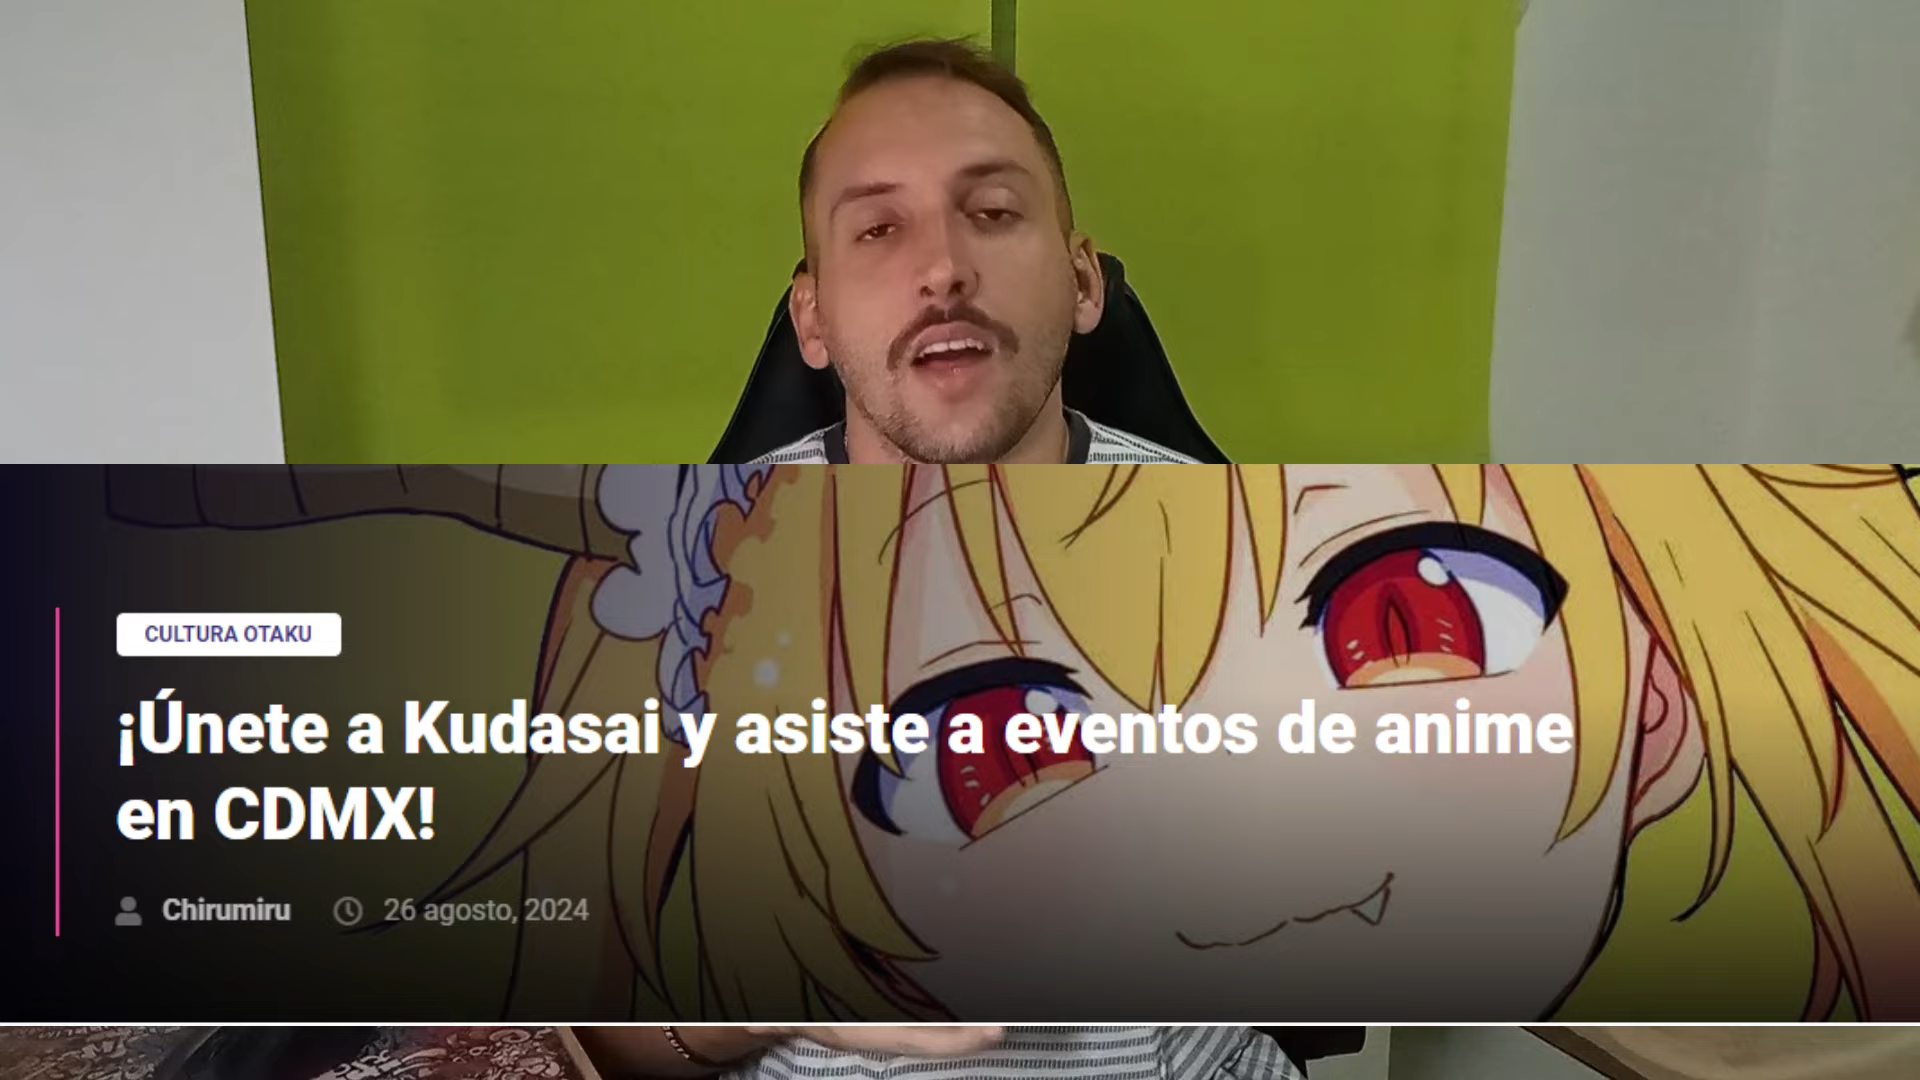 CULTURA OTAKU
¡Únete a Kudasai y asiste a eventos de anime
en CDMX!
Chirumiru 26 agosto, 2024